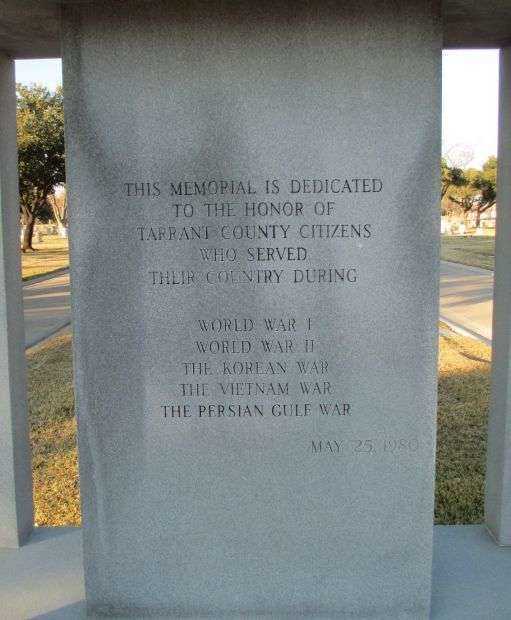 THIS MEMORIAL IS DEDICATED
TO THE HONOR OF
TARRANT COUNTY CITIZENS
WHO SERVED
THEIR COUNTRY DURING
WORLD WAR I
WORLD WAR II
THE KOREAN WAR
THE VIETNAM WAR
THE PERSIAN GULF WAR
MAY 25, 1980